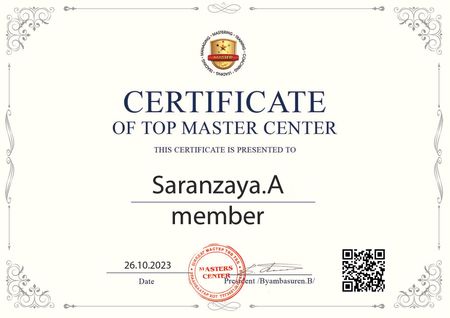 MASTER
CERTIFICATE
OF TOP MASTER CENTER
THIS CERTIFICATE IS PRESENTED TO
Saranzaya.A
member
26.10.2023
MASTERS
CENTER
Date
President /Byambasuren.B/